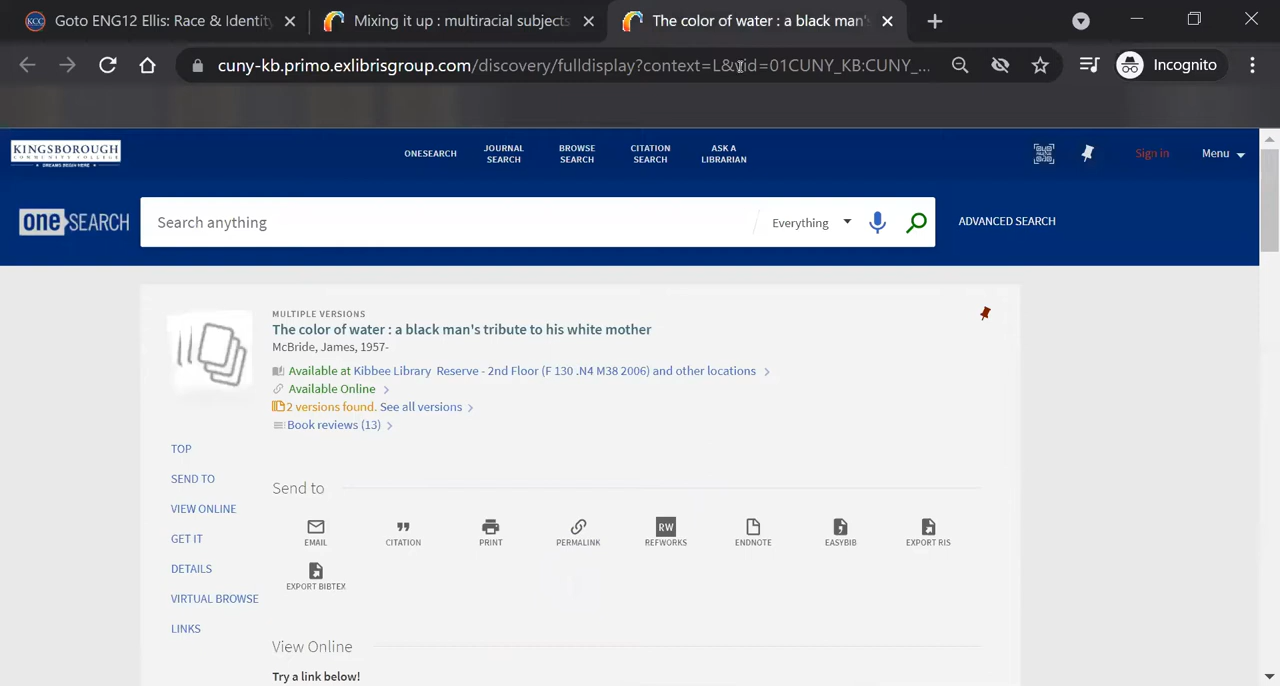 Goto ENG12 Ellis: Race & Identity
Mixing it up : multiracial subjects
The color of water : a black man's
cuny-kb.primo.exlibrisgroup.com/discovery/fulldisplay?context=L&vid=01CUNY_KB:CUNY_...
Incognito
KINGSBOROUGH
COMMUNITY COLLEGE
DREAMS BEGIN HERE
ONESEARCH
JOURNAL SEARCH
BROWSE SEARCH
CITATION SEARCH
ASK A LIBRARIAN
Sign in
Menu
one SEARCH
Search anything
Everything
ADVANCED SEARCH
MULTIPLE VERSIONS
The color of water : a black man's tribute to his white mother
McBride, James, 1957-
Available at Kibbee Library Reserve - 2nd Floor (F 130 .N4 M38 2006) and other locations
Available Online
2 versions found. See all versions
Book reviews (13)
TOP
SEND TO
VIEW ONLINE
GET IT
DETAILS
VIRTUAL BROWSE
LINKS
Send to
EMAIL
CITATION
PRINT
PERMALINK
RW
REFWORKS
ENDNOTE
EASYBIB
EXPORT RIS
EXPORT BIBTEX
View Online
Try a link below!